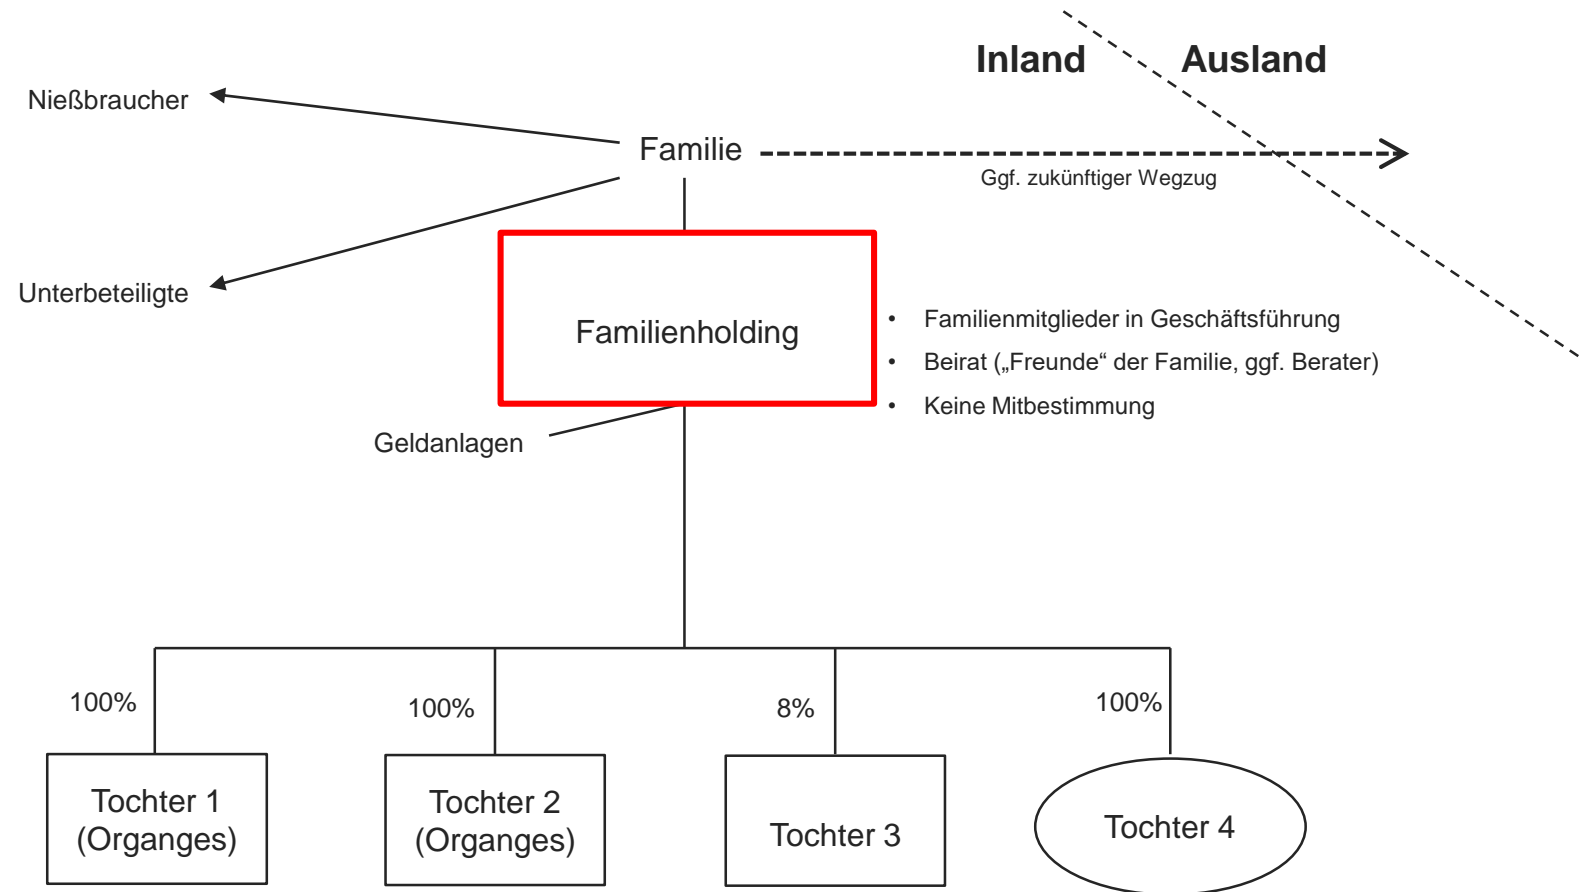 Inland
Ausland
Nießbraucher
Familie
Ggf. zukünftiger Wegzug
Unterbeteiligte
Familienholding
• Familienmitglieder in Geschäftsführung
• Beirat („Freunde“ der Familie, ggf. Berater)
• Keine Mitbestimmung
Geldanlagen
100%
100%
8%
100%
Tochter 1
(Organges)
Tochter 2
(Organges)
Tochter 3
Tochter 4